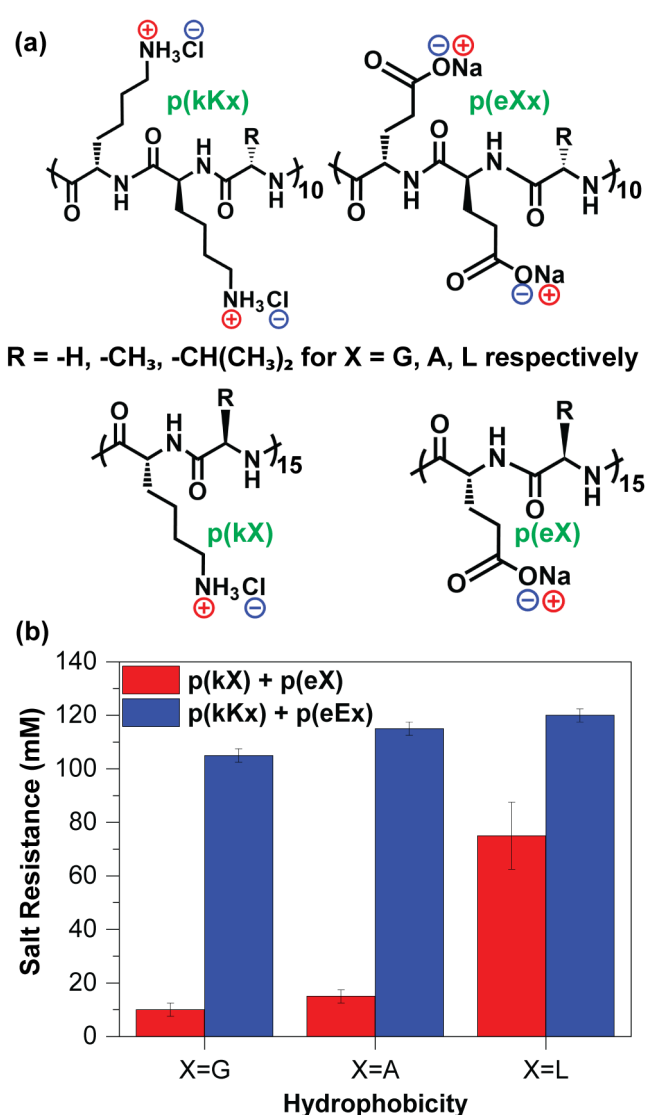 (a)
⊕ ⊖
NH₃Cl
p(kKx)
O
R
H
N
N
H
O
N
H
O
10
NH₃Cl
⊕ ⊖
⊖ ⊕
O
ONa
p(eXx)
O
R
H
N
N
H
O
N
H
O
10
O
ONa
⊖ ⊕
R = -H, -CH₃, -CH(CH₃)₂ for X = G, A, L respectively
O
H
N
R
O
N
H
15
p(kX)
NH₃Cl
⊕ ⊖
O
H
N
R
O
N
H
15
p(eX)
O
ONa
⊖ ⊕
(b)
140
120
100
80
60
40
20
0
Salt Resistance (mM)
p(kX) + p(eX)
p(kKx) + p(eEx)
X=G
X=A
X=L
Hydrophobicity